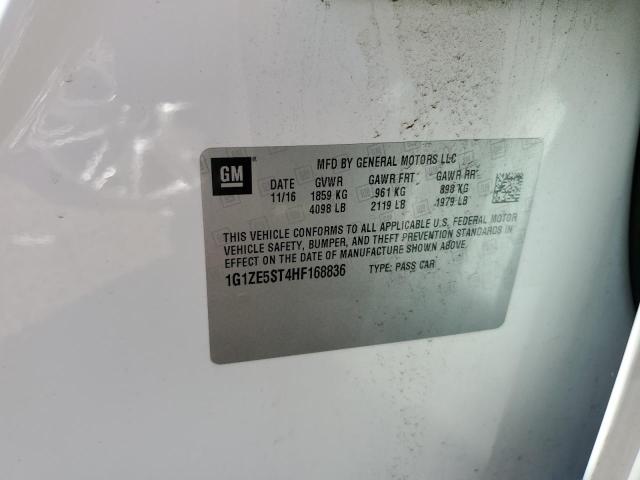 GM
MFD BY GENERAL MOTORS LLC
DATE GVWR GAWR FRT GAWR RR
11/16 1859 KG 961 KG 898 KG
4098 LB 2119 LB 1979 LB
THIS VEHICLE CONFORMS TO ALL APPLICABLE U.S. FEDERAL MOTOR
VEHICLE SAFETY, BUMPER, AND THEFT PREVENTION STANDARDS IN
EFFECT ON THE DATE OF MANUFACTURE SHOWN ABOVE.
1G1ZE5ST4HF168836 TYPE: PASS CAR